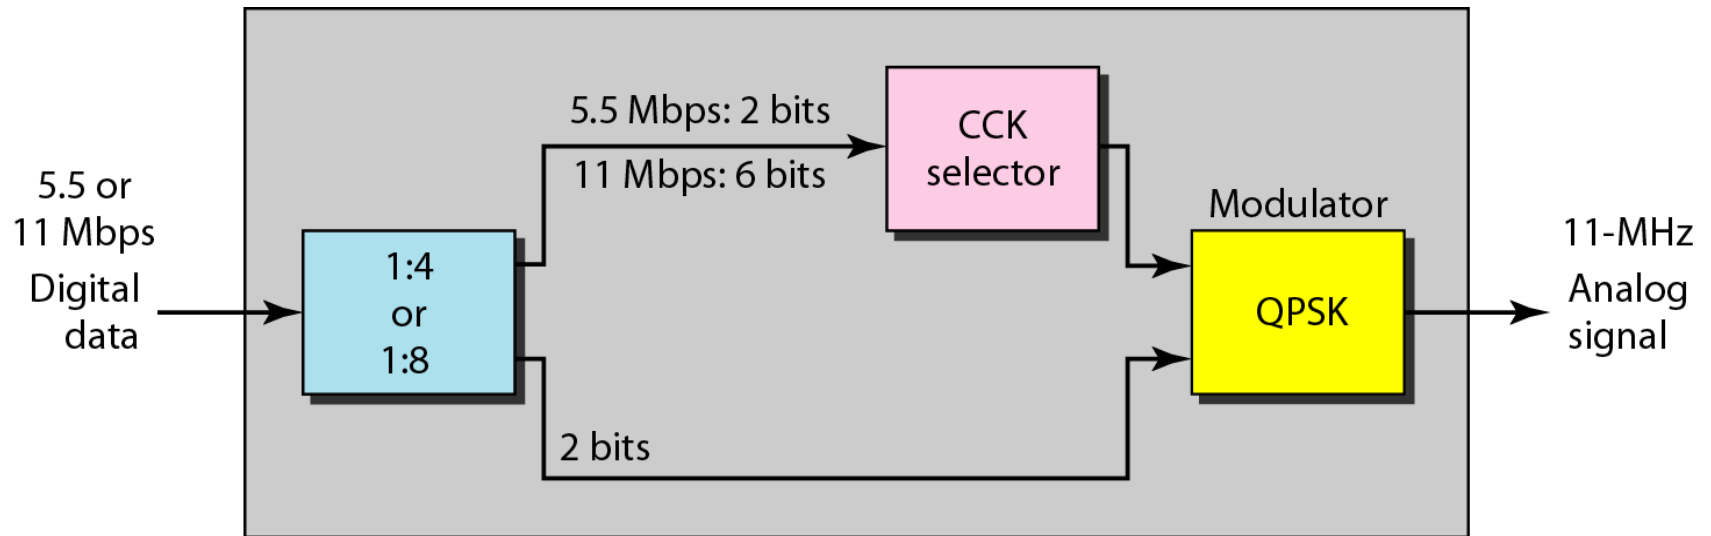 5.5 or
11 Mbps
Digital
data
1:4
or
1:8
5.5 Mbps: 2 bits
11 Mbps: 6 bits
2 bits
CCK
selector
Modulator
QPSK
11-MHz
Analog
signal